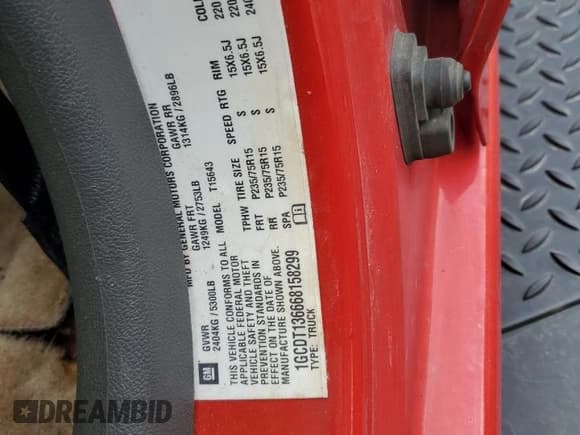 MFD BY GENERAL MOTORS CORPORATION
GM
GVWR GAWR FRT GAWR RR
2404KG / 5300LB 1249KG / 2753LB 1314KG / 2896LB
THIS VEHICLE CONFORMS TO ALL
APPLICABLE FEDERAL MOTOR
VEHICLE SAFETY AND THEFT
PREVENTION STANDARDS IN
EFFECT ON THE DATE OF
MANUFACTURE SHOWN ABOVE.
1GCDT136668158299
TYPE: TRUCK
MODEL T15643
TPHW TIRE SIZE SPEED RTG RIM
FRT P235/75R15 S 15X6.5J 220
RR P235/75R15 S 15X6.5J 220
SPA P235/75R15 S 15X6.5J
DREAMBID